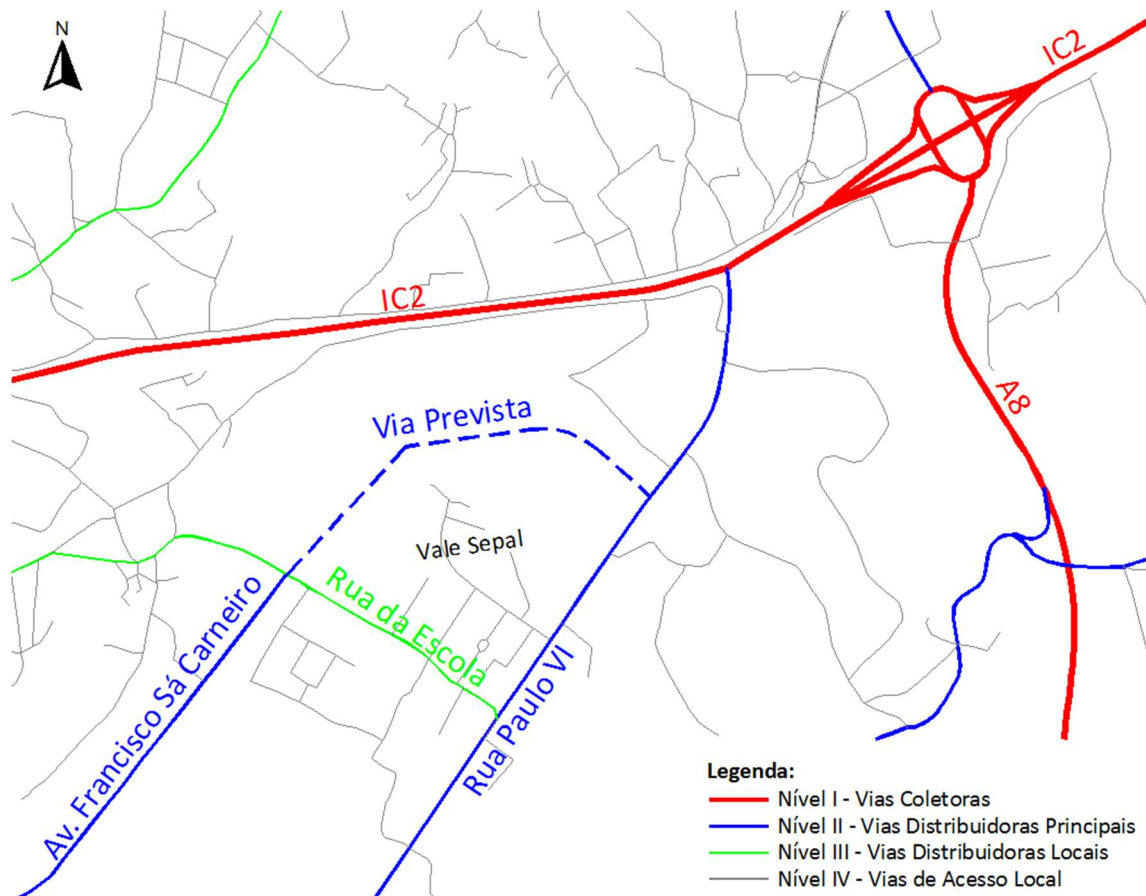 N
IC2
IC2
A8
Via Prevista
Vale Sepal
Rua da Escola
Av. Francisco Sá Carneiro
Rua Paulo VI
Legenda:
Nível I - Vias Coletoras
Nível II - Vias Distribuidoras Principais
Nível III - Vias Distribuidoras Locais
Nível IV - Vias de Acesso Local